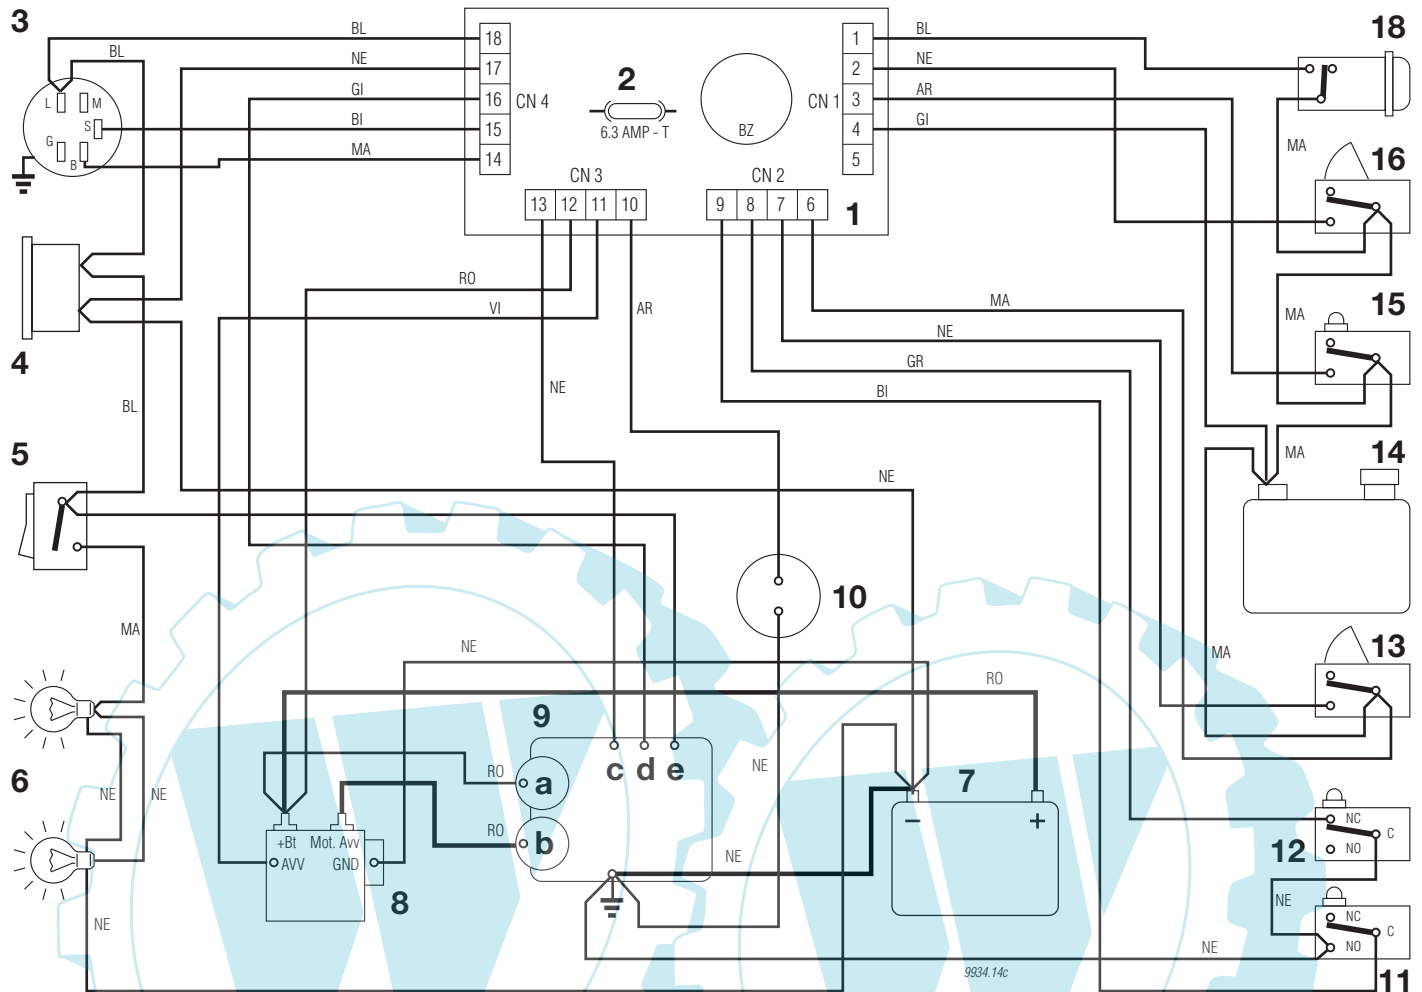 3
BL
18
1
BL
18
BL
NE
17
2
NE
2
L
M
GI
16
CN 4
CN 1
3
AR
S
BI
15
6.3 AMP - T
BZ
4
GI
G
B
MA
14
5
MA
16
CN 3
CN 2
13
12
11
10
9
8
7
6
1
RO
MA
VI
AR
MA
15
4
NE
NE
GR
BL
BI
5
MA
14
NE
10
MA
NE
MA
13
RO
9
6
c
d
e
NE
7
NE
NE
RO
a
–
+
NC
RO
b
C
+Bt
Mot. Avv
12
NO
AVV
GND
NE
8
NE
NE
NC
C
NO
NE
9934.14c
11